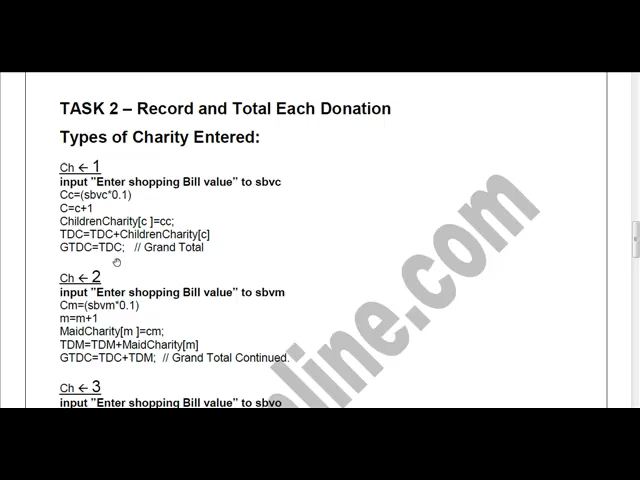 TASK 2 – Record and Total Each Donation
Types of Charity Entered:
Ch ← 1
input "Enter shopping Bill value" to sbvc
Cc=(sbvc*0.1)
C=c+1
ChildrenCharity[c ]=cc;
TDC=TDC+ChildrenCharity[c]
GTDC=TDC; // Grand Total
Ch ← 2
input "Enter shopping Bill value" to sbvm
Cm=(sbvm*0.1)
m=m+1
MaidCharity[m ]=cm;
TDM=TDM+MaidCharity[m]
GTDC=TDC+TDM; // Grand Total Continued.
Ch ← 3
input "Enter shopping Bill value" to sbvo
nline.com